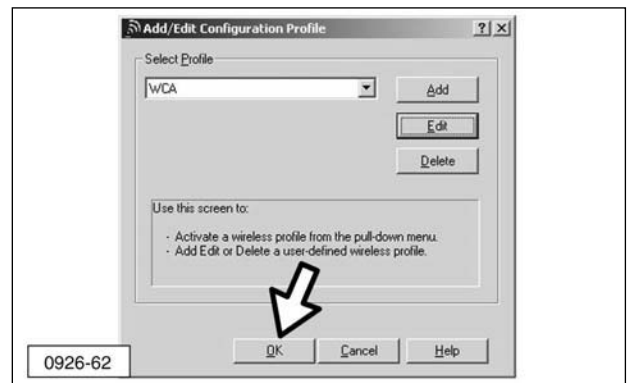 Add/Edit Configuration Profile
Select Profile
WCA
Add
Edit
Delete
Use this screen to:
- Activate a wireless profile from the pull-down menu.
- Add Edit or Delete a user-defined wireless profile.
OK
Cancel
Help
0926-62